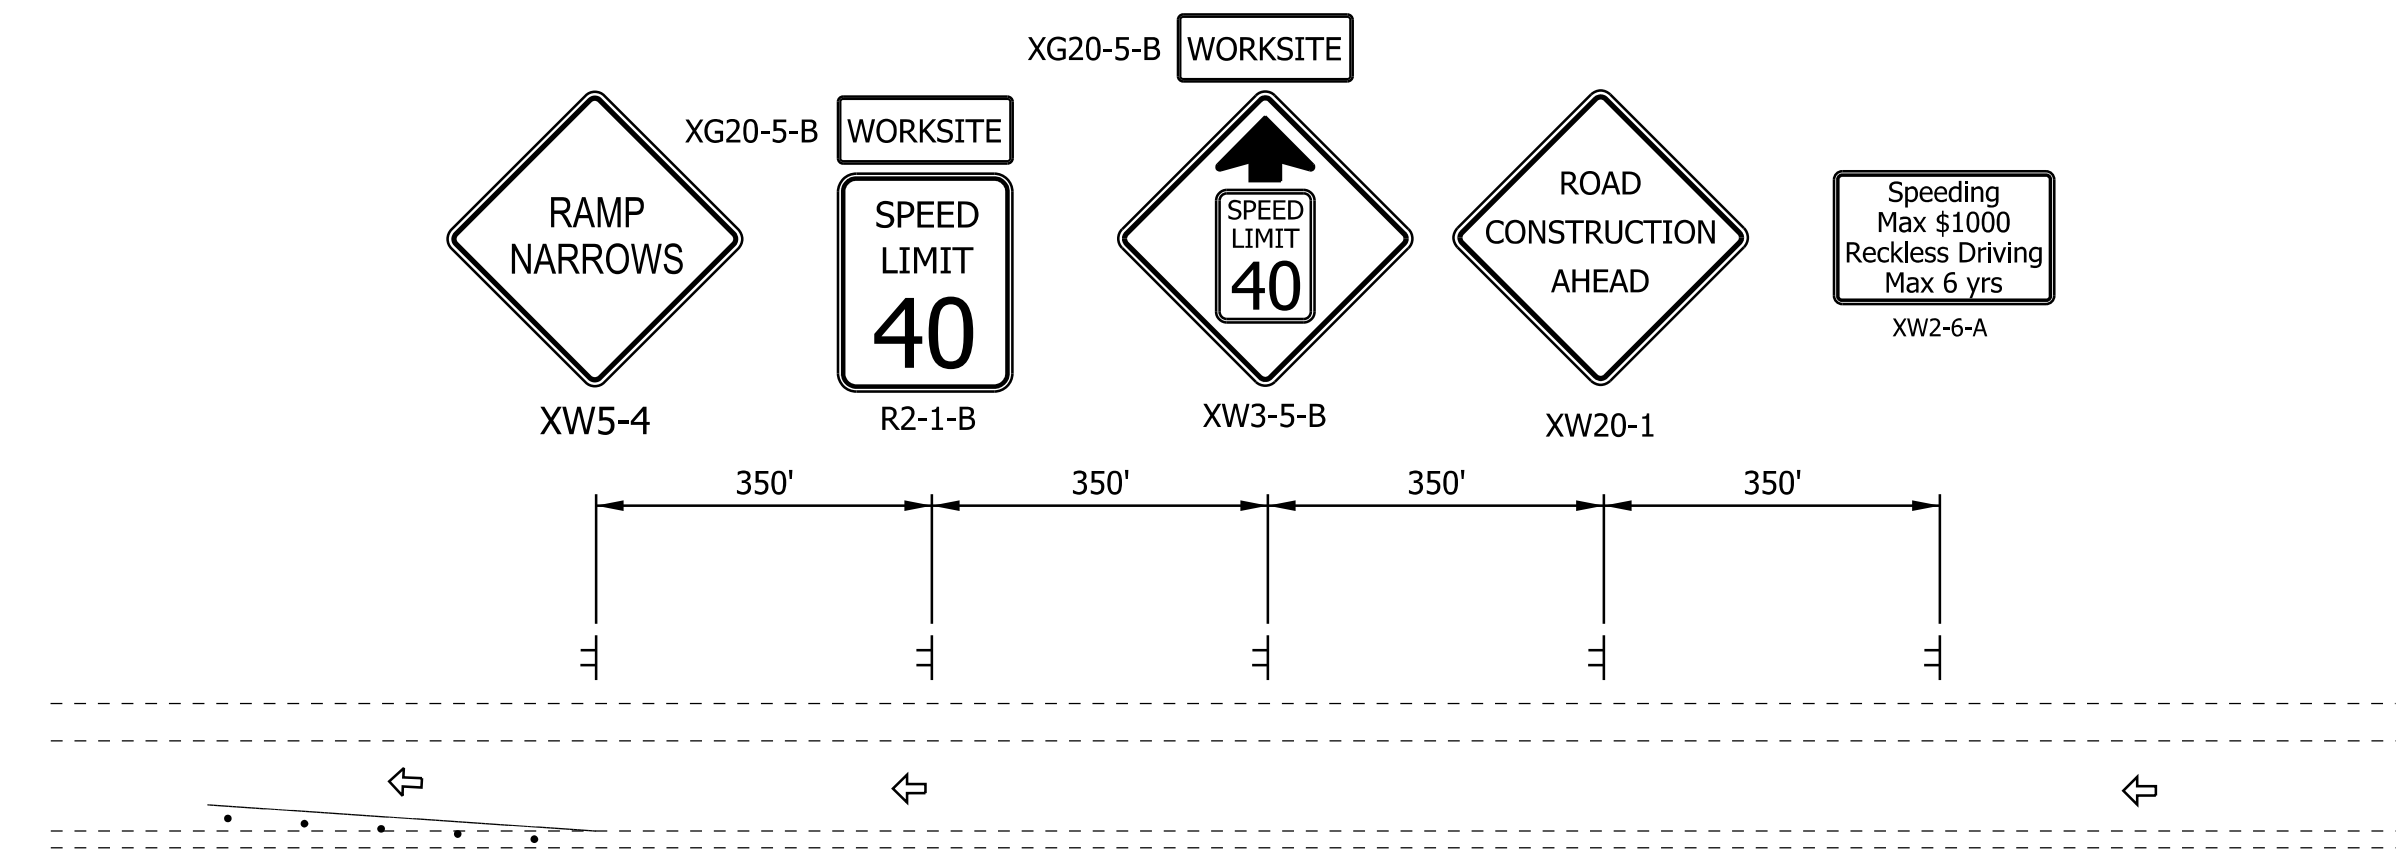 XG20-5-B
WORKSITE
XG20-5-B
WORKSITE
RAMP
NARROWS
XW5-4
SPEED
LIMIT
40
R2-1-B
SPEED
LIMIT
40
XW3-5-B
ROAD
CONSTRUCTION
AHEAD
XW20-1
Speeding
Max $1000
Reckless Driving
Max 6 yrs
XW2-6-A
350'
350'
350'
350'